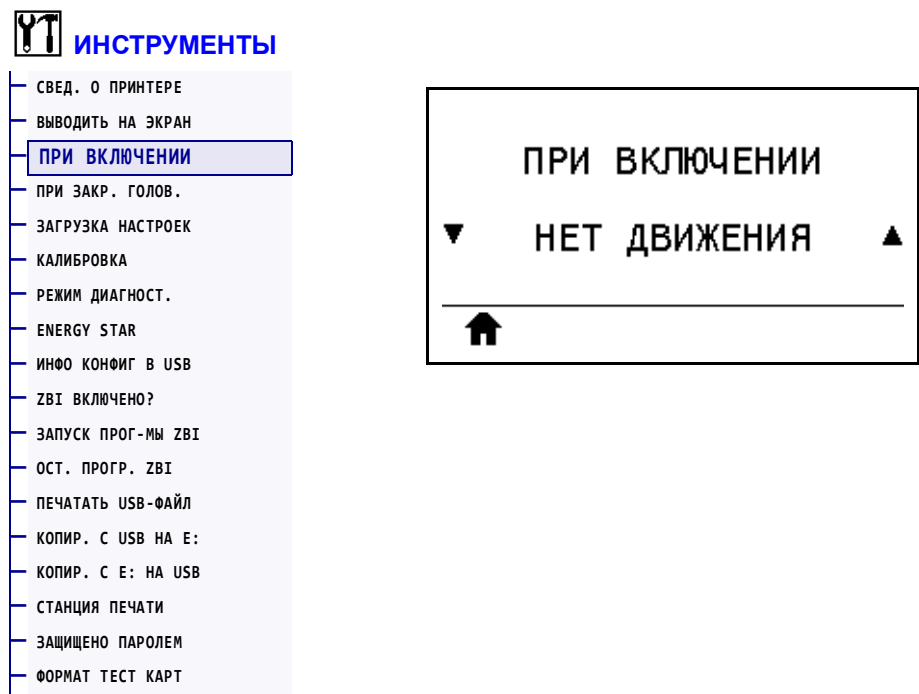 ИНСТРУМЕНТЫ
СВЕД. О ПРИНТЕРЕ
ВЫВОДИТЬ НА ЭКРАН
ПРИ ВКЛЮЧЕНИИ
ПРИ ЗАКР. ГОЛОВ.
ЗАГРУЗКА НАСТРОЕК
КАЛИБРОВКА
РЕЖИМ ДИАГНОСТ.
ENERGY STAR
ИНФО КОНФИГ В USB
ZBI ВКЛЮЧЕНО?
ЗАПУСК ПРОГ-МЫ ZBI
ОСТ. ПРОГР. ZBI
ПЕЧАТАТЬ USB-ФАЙЛ
КОПИР. С USB НА E:
КОПИР. С E: НА USB
СТАНЦИЯ ПЕЧАТИ
ЗАЩИЩЕНО ПАРОЛЕМ
ФОРМАТ ТЕСТ КАРТ
ПРИ ВКЛЮЧЕНИИ
НЕТ ДВИЖЕНИЯ